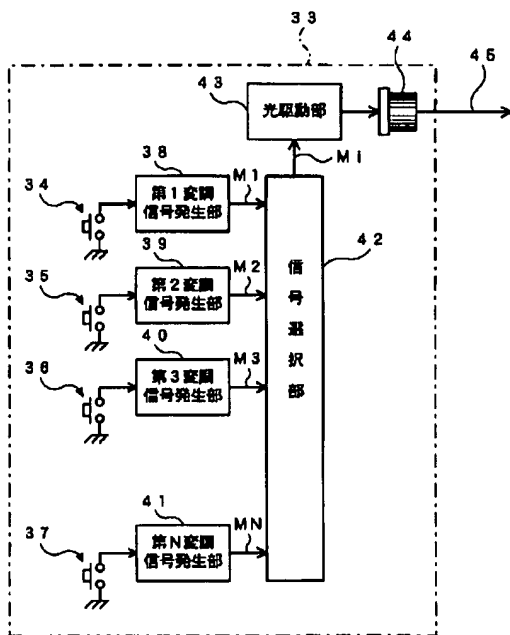 33
44
45
43
光駆動部
Mi
38
34
第1変調
信号発生部
M1
42
39
35
第2変調
信号発生部
M2
信号選択部
40
36
第3変調
信号発生部
M3
41
37
第N変調
信号発生部
MN